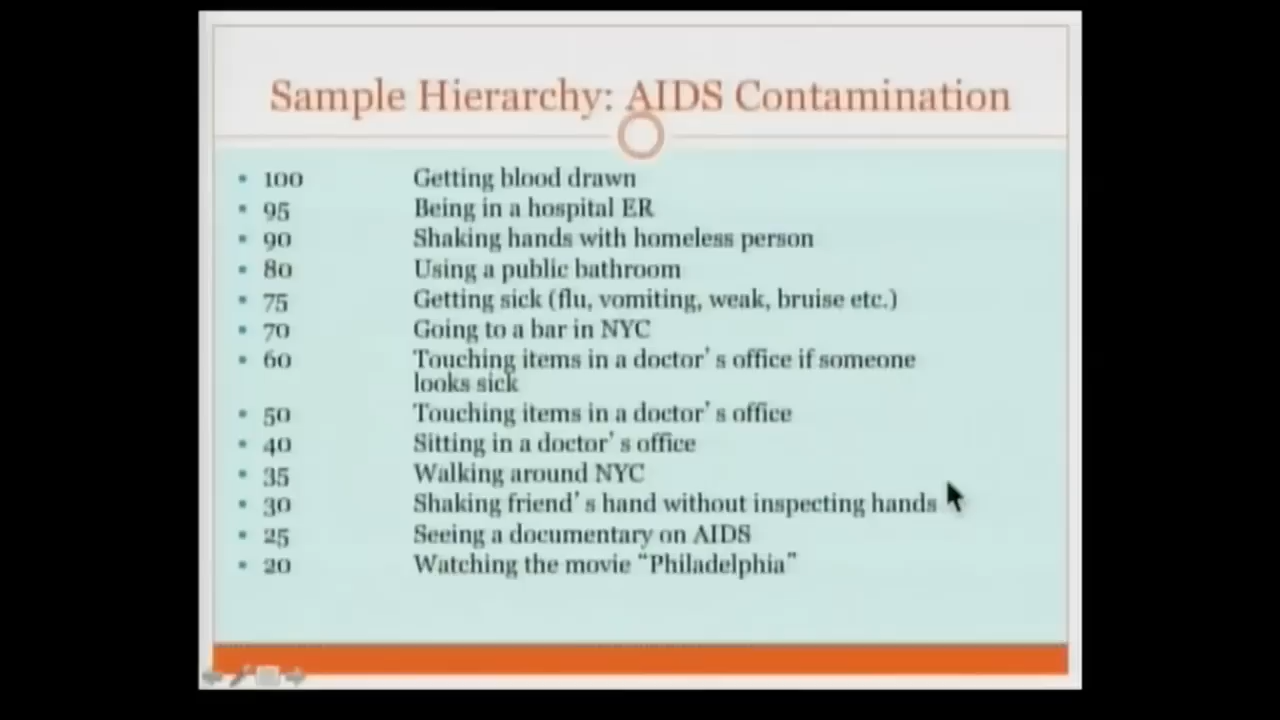 Sample Hierarchy: AIDS Contamination
• 100 Getting blood drawn
• 95 Being in a hospital ER
• 90 Shaking hands with homeless person
• 80 Using a public bathroom
• 75 Getting sick (flu, vomiting, weak, bruise etc.)
• 70 Going to a bar in NYC
• 60 Touching items in a doctor’s office if someone
looks sick
• 50 Touching items in a doctor’s office
• 40 Sitting in a doctor’s office
• 35 Walking around NYC
• 30 Shaking friend’s hand without inspecting hands
• 25 Seeing a documentary on AIDS
• 20 Watching the movie “Philadelphia”